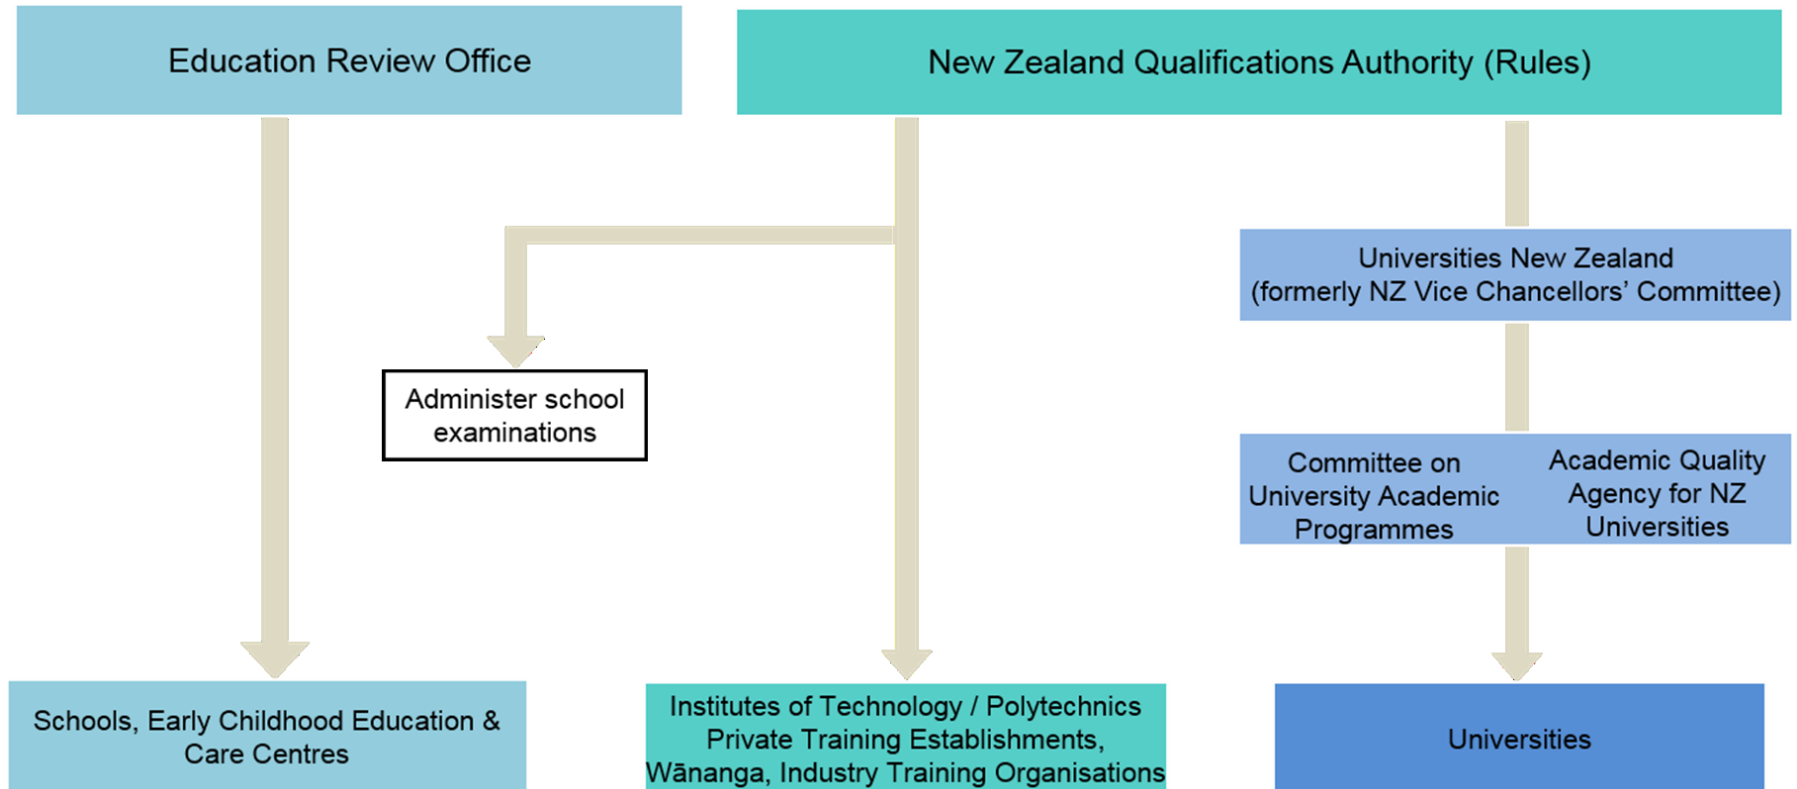 Education Review Office
New Zealand Qualifications Authority (Rules)
Universities New Zealand
(formerly NZ Vice Chancellors’ Committee)
Administer school
examinations
Committee on
University Academic
Programmes
Academic Quality
Agency for NZ
Universities
Schools, Early Childhood Education &
Care Centres
Institutes of Technology / Polytechnics
Private Training Establishments,
Wānanga, Industry Training Organisations
Universities